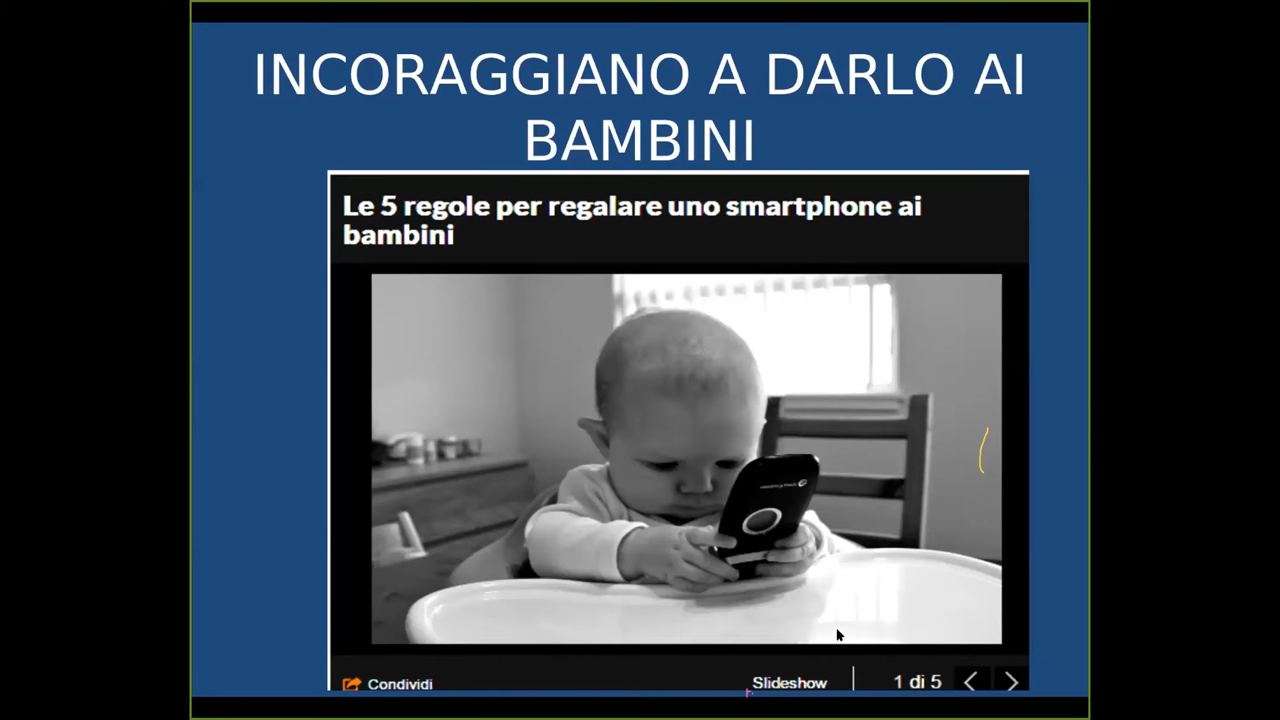 INCORAGGIANO A DARLO AI
BAMBINI
Le 5 regole per regalare uno smartphone ai
bambini
Condividi
Slideshow
1 di 5